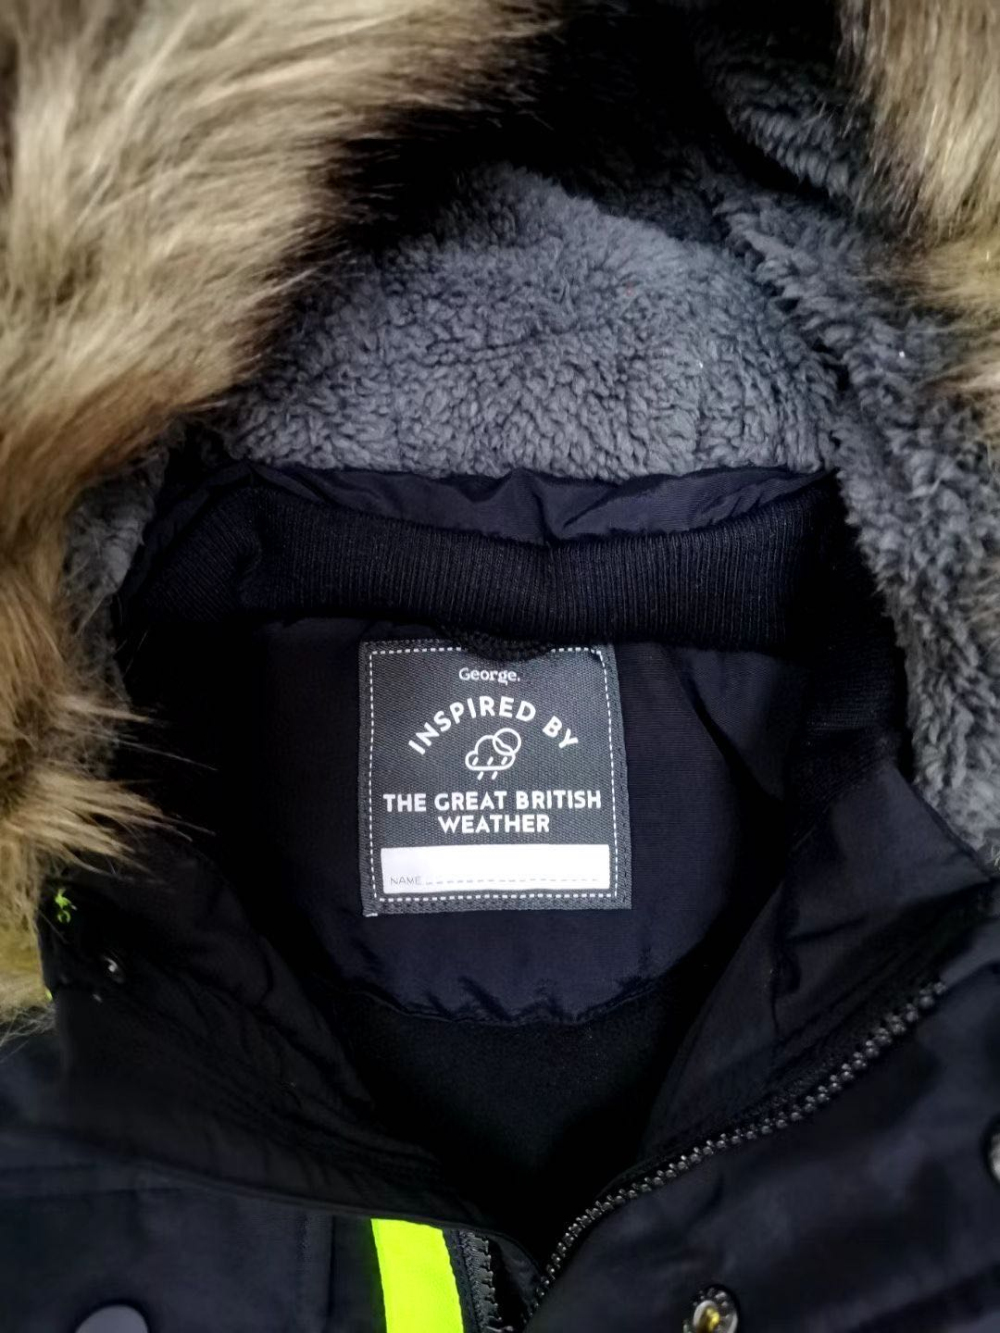 George.
INSPIRED BY
THE GREAT BRITISH
WEATHER
NAME